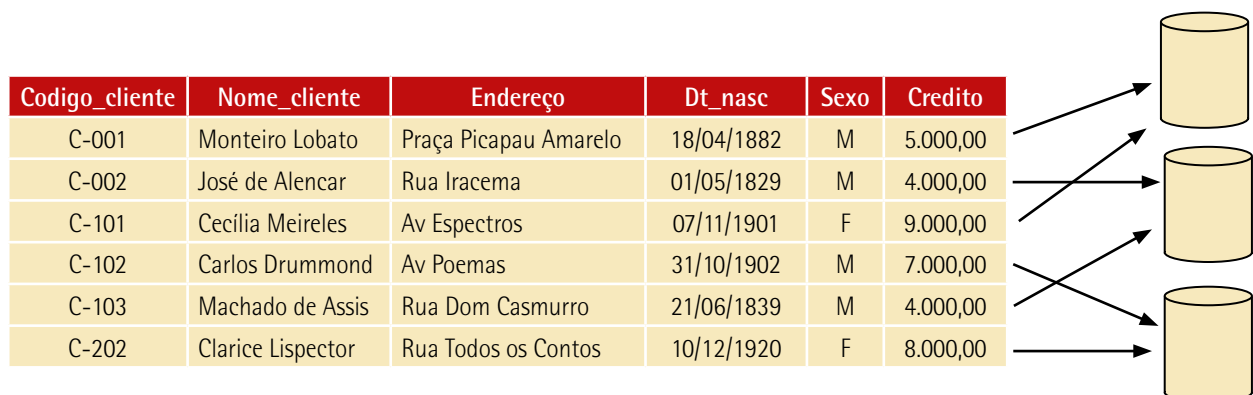 Codigo_cliente Nome_cliente Endereço Dt_nasc Sexo Credito
C-001 Monteiro Lobato Praça Picapau Amarelo 18/04/1882 M 5.000,00
C-002 José de Alencar Rua Iracema 01/05/1829 M 4.000,00
C-101 Cecília Meireles Av Espectros 07/11/1901 F 9.000,00
C-102 Carlos Drummond Av Poemas 31/10/1902 M 7.000,00
C-103 Machado de Assis Rua Dom Casmurro 21/06/1839 M 4.000,00
C-202 Clarice Lispector Rua Todos os Contos 10/12/1920 F 8.000,00